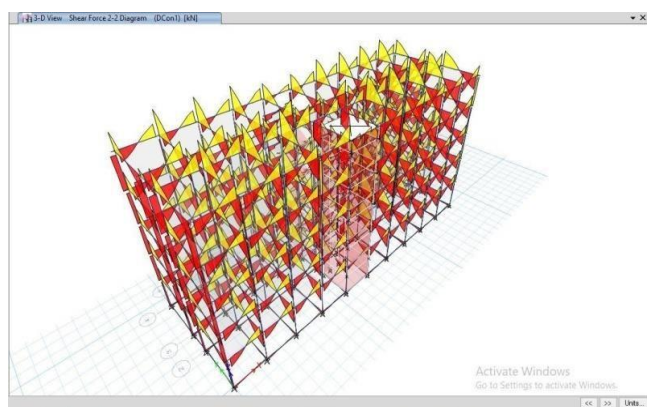 3-D View Shear Force 2-2 Diagram (DCon1) [kN]
Activate Windows
Go to Settings to activate Windows.
<< >> Units...